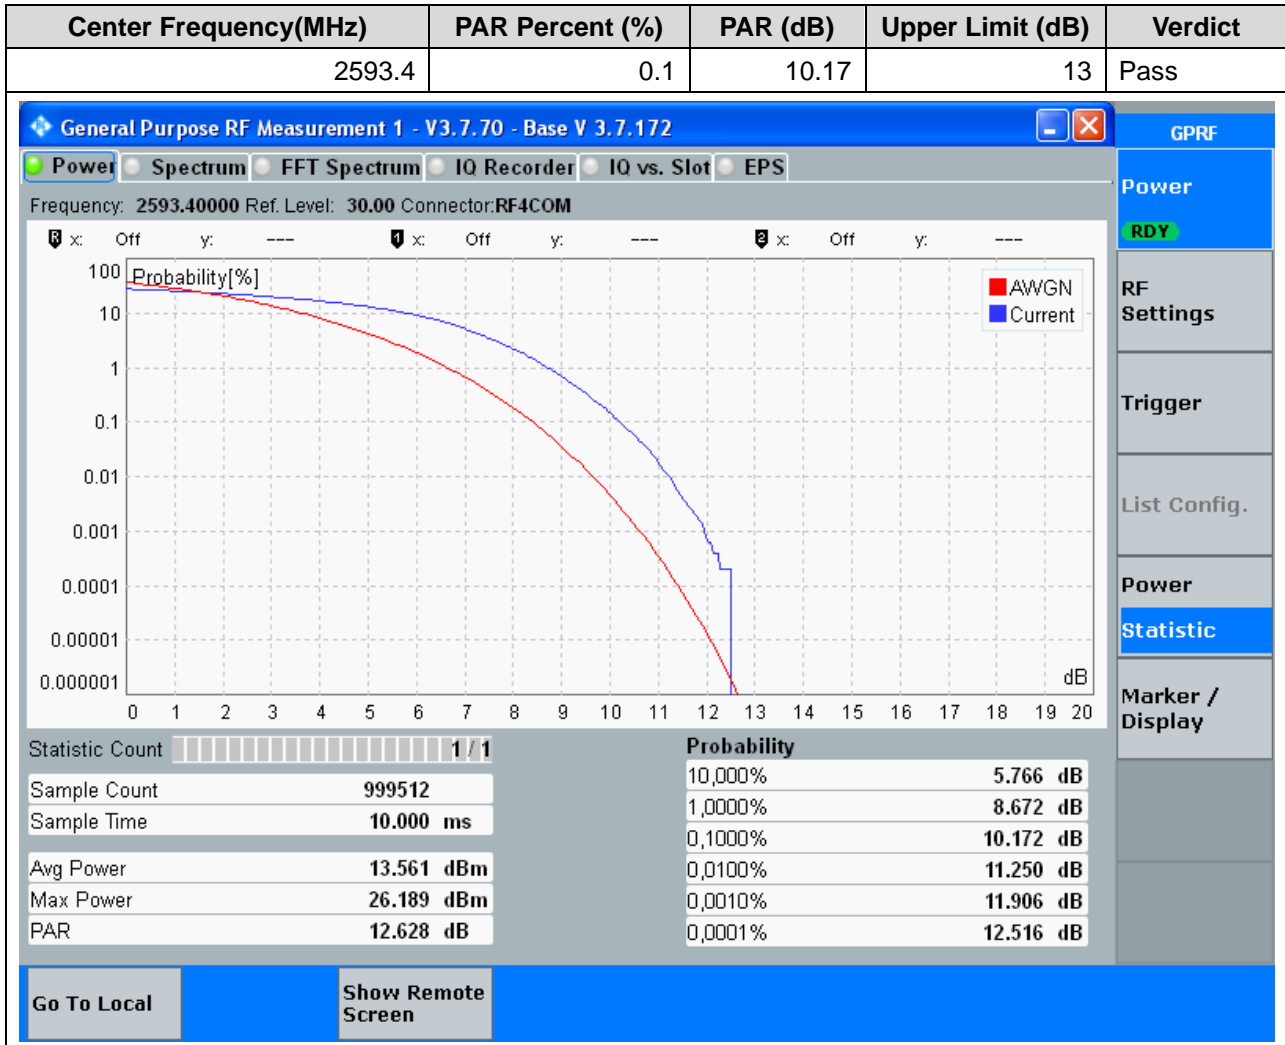 Center Frequency(MHz) PAR Percent (%) PAR (dB) Upper Limit (dB) Verdict
2593.4 0.1 10.17 13 Pass
General Purpose RF Measurement 1 - V3.7.70 - Base V 3.7.172
GPRF
Power Spectrum FFT Spectrum IQ Recorder IQ vs. Slot EPS
Frequency: 2593.40000 Ref. Level: 30.00 Connector:RF4COM
R x: Off y: --- 1 x: Off y: --- 2 x: Off y: ---
Probability[%]
100
10
1
0.1
0.01
0.001
0.0001
0.00001
0.000001
AWGN
Current
dB
0 1 2 3 4 5 6 7 8 9 10 11 12 13 14 15 16 17 18 19 20
Power
RDY
RF
Settings
Trigger
List Config.
Power
Statistic
Marker /
Display
Statistic Count 1 / 1
Sample Count 999512
Sample Time 10.000 ms
Avg Power 13.561 dBm
Max Power 26.189 dBm
PAR 12.628 dB
Probability
10,000% 5.766 dB
1,0000% 8.672 dB
0,1000% 10.172 dB
0,0100% 11.250 dB
0,0010% 11.906 dB
0,0001% 12.516 dB
Go To Local
Show Remote
Screen